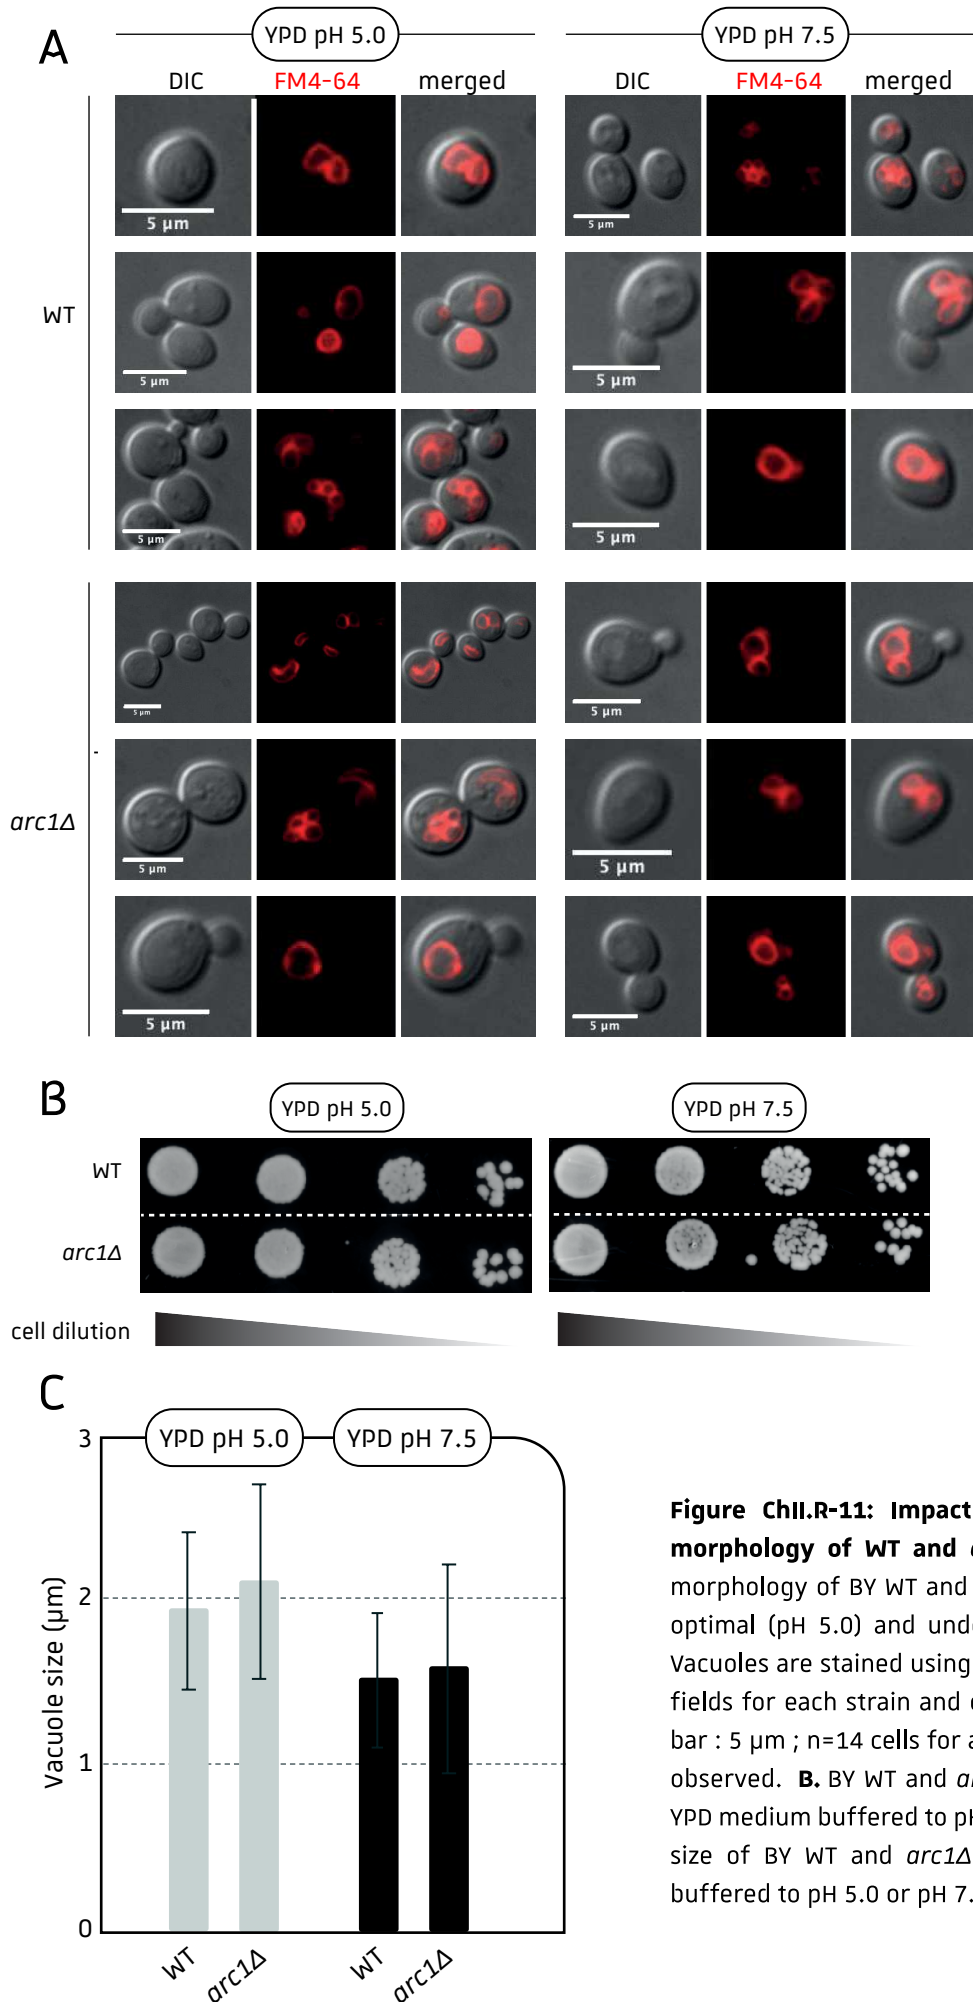 A
YPD pH 5.0
YPD pH 7.5
DIC FM4-64 merged DIC FM4-64 merged
5 µm 5 µm
WT
5 µm 5 µm
5 µm 5 µm
5 µm 5 µm
arc1Δ
5 µm 5 µm
5 µm 5 µm
B
YPD pH 5.0
YPD pH 7.5
WT
arc1Δ
cell dilution
C
YPD pH 5.0 YPD pH 7.5
3
2
1
0
Vacuole size (µm)
WT arc1Δ WT arc1Δ
Figure ChII.R-11: Impact
morphology of WT and
morphology of BY WT and
optimal (pH 5.0) and
Vacuoles are stained using
fields for each strain and
bar : 5 µm ; n=14 cells for
observed. B. BY WT and
YPD medium buffered to
size of BY WT and arc1Δ
buffered to pH 5.0 or pH 7.